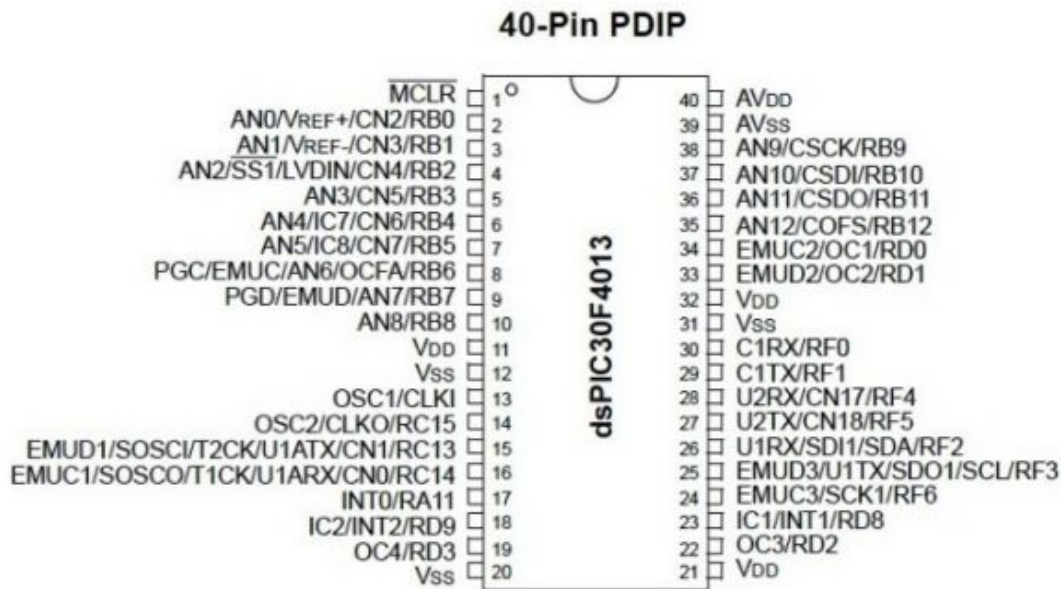 40-Pin PDIP
MCLR 1 40 AVDD
AN0/VREF+/CN2/RB0 2 39 AVSS
AN1/VREF-/CN3/RB1 3 38 AN9/CSCK/RB9
AN2/SS1/LVDIN/CN4/RB2 4 37 AN10/CSDI/RB10
AN3/CN5/RB3 5 36 AN11/CSDO/RB11
AN4/IC7/CN6/RB4 6 35 AN12/COFS/RB12
AN5/IC8/CN7/RB5 7 34 EMUC2/OC1/RD0
PGC/EMUC/AN6/OCFA/RB6 8 33 EMUD2/OC2/RD1
PGD/EMUD/AN7/RB7 9 32 VDD
AN8/RB8 10 31 VSS
VDD 11 30 C1RX/RF0
VSS 12 29 C1TX/RF1
OSC1/CLKI 13 28 U2RX/CN17/RF4
OSC2/CLKO/RC15 14 27 U2TX/CN18/RF5
EMUD1/SOSCI/T2CK/U1ATX/CN1/RC13 15 26 U1RX/SDI1/SDA/RF2
EMUC1/SOSCO/T1CK/U1ARX/CN0/RC14 16 25 EMUD3/U1TX/SDO1/SCL/RF3
INT0/RA11 17 24 EMUC3/SCK1/RF6
IC2/INT2/RD9 18 23 IC1/INT1/RD8
OC4/RD3 19 22 OC3/RD2
VSS 20 21 VDD
dsPIC30F4013